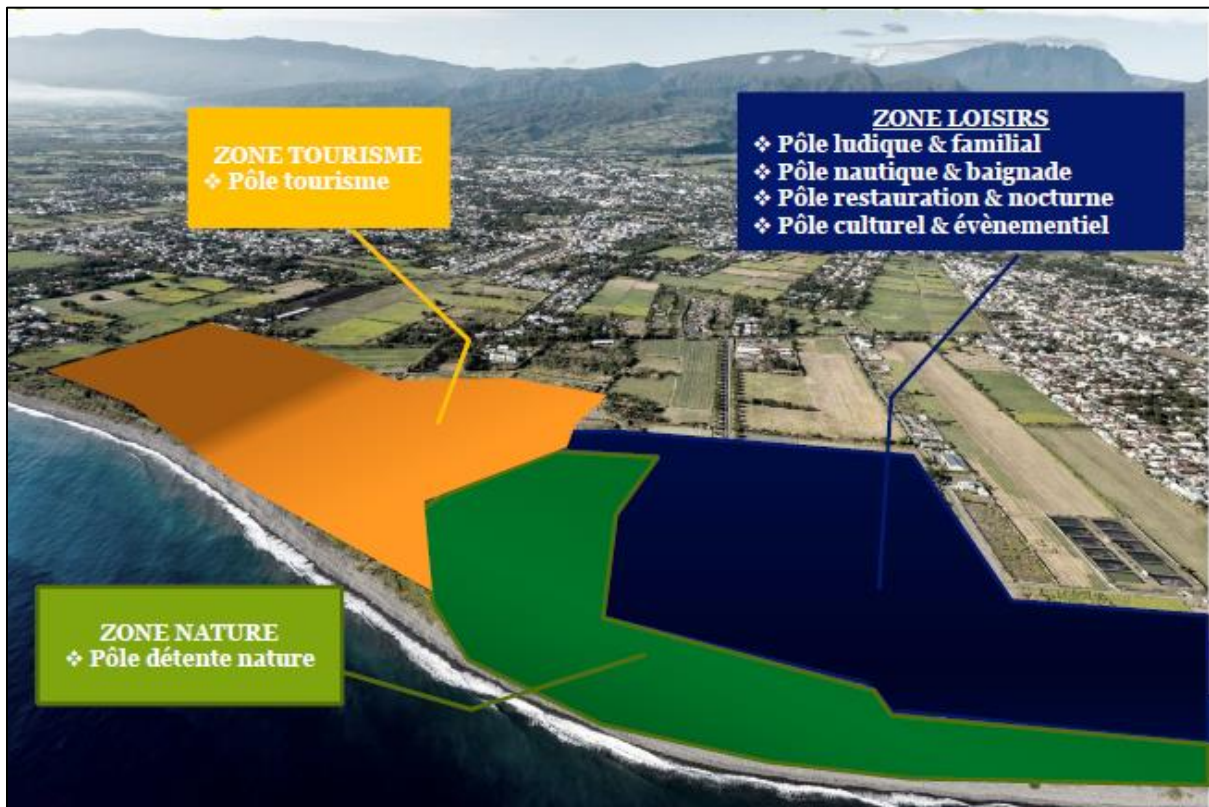 ZONE TOURISME
❖ Pôle tourisme
ZONE LOISIRS
❖ Pôle ludique & familial
❖ Pôle nautique & baignade
❖ Pôle restauration & nocturne
❖ Pôle culturel & évènementiel
ZONE NATURE
❖ Pôle détente nature